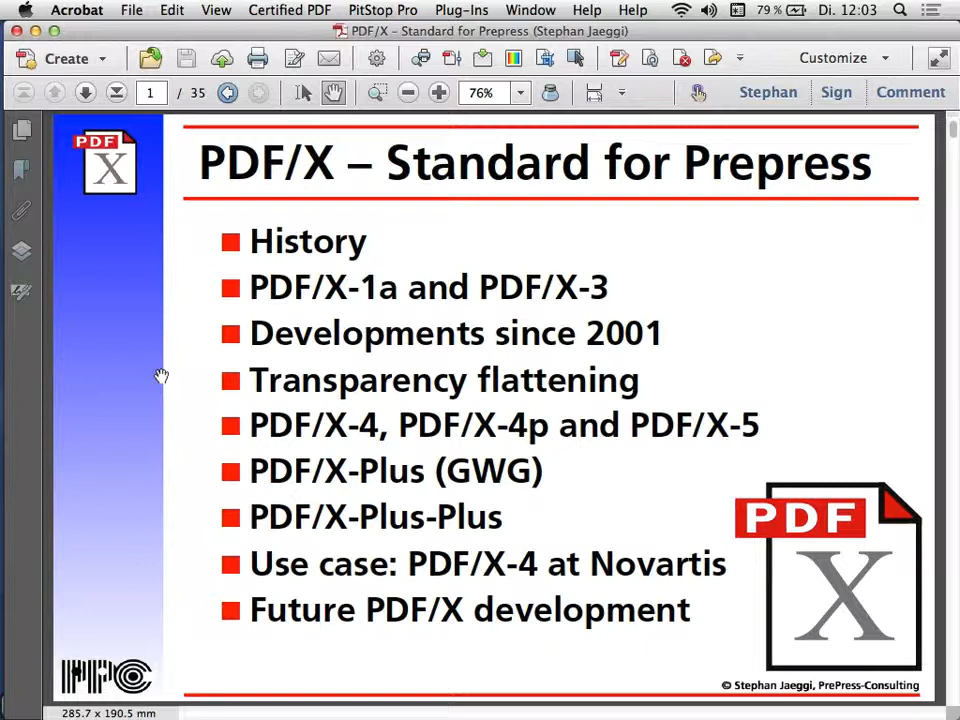 Acrobat File Edit View Certified PDF PitStop Pro Plug-Ins Window Help Help 79 % Di. 12:03
PDF/X - Standard for Prepress (Stephan Jaeggi)
Create Customize
1 / 35 76% Stephan Sign Comment
PDF
X
PDF/X – Standard for Prepress
History
PDF/X-1a and PDF/X-3
Developments since 2001
Transparency flattening
PDF/X-4, PDF/X-4p and PDF/X-5
PDF/X-Plus (GWG)
PDF/X-Plus-Plus
Use case: PDF/X-4 at Novartis
Future PDF/X development
PDF
X
PPC
© Stephan Jaeggi, PrePress-Consulting
285.7 x 190.5 mm